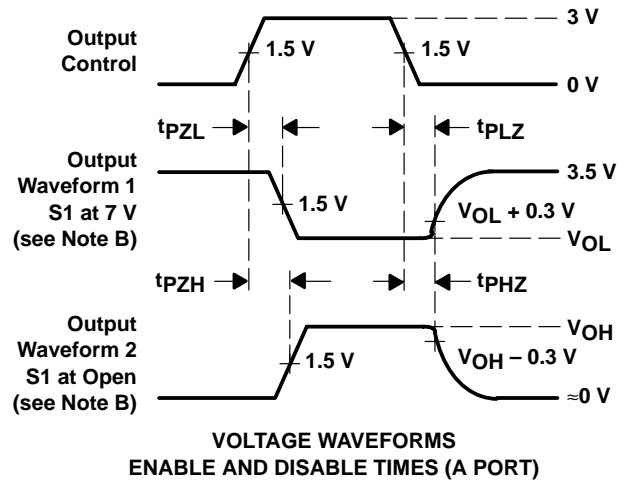 Output
Control
1.5 V
1.5 V
3 V
0 V
tPZL
tPLZ
Output
Waveform 1
S1 at 7 V
(see Note B)
1.5 V
3.5 V
VOL + 0.3 V
VOL
tPZH
tPHZ
Output
Waveform 2
S1 at Open
(see Note B)
1.5 V
VOH
VOH – 0.3 V
≈0 V
VOLTAGE WAVEFORMS
ENABLE AND DISABLE TIMES (A PORT)